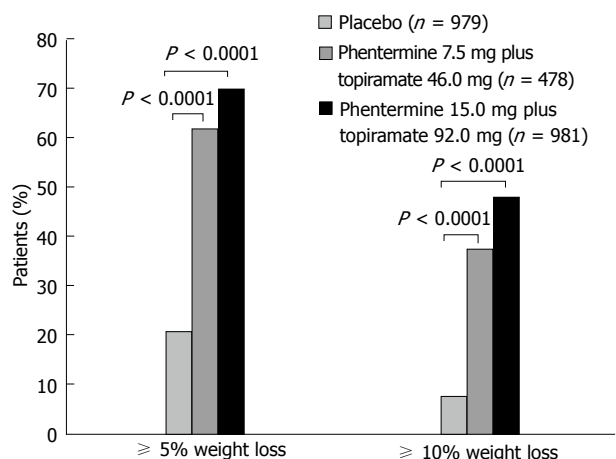 Placebo (n = 979)
Phentermine 7.5 mg plus
topiramate 46.0 mg (n = 478)
Phentermine 15.0 mg plus
topiramate 92.0 mg (n = 981)
80
70
60
50
40
30
20
10
0
Patients (%)
P < 0.0001
P < 0.0001
P < 0.0001
P < 0.0001
≥ 5% weight loss
≥ 10% weight loss